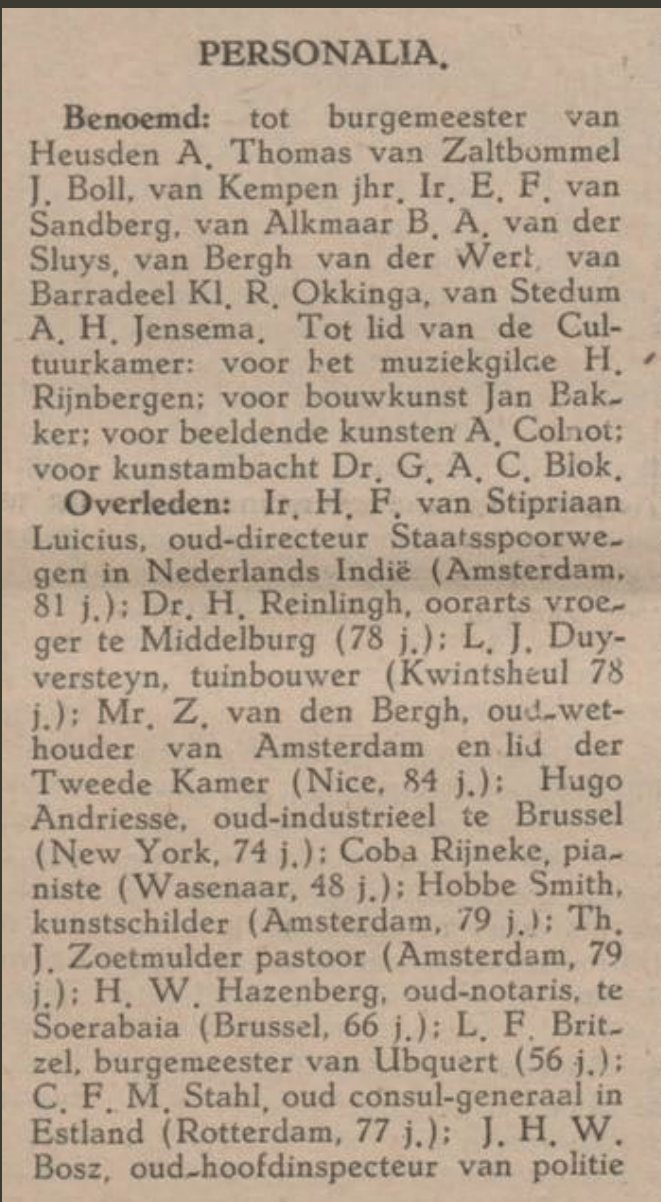 PERSONALIA.
Benoemd: tot burgemeester van
Heusden A. Thomas van Zaltbommel
J. Boll, van Kempen jhr. Ir. E. F. van
Sandberg, van Alkmaar B. A. van der
Sluys, van Bergh van der Werf, van
Barradeel Kl. R. Okkinga, van Stedum
A. H. Jensema. Tot lid van de Cul-
tuurkamer: voor het muziekgilde H.
Rijnbergen; voor bouwkunst Jan Bak-
ker; voor beeldende kunsten A. Colnot;
voor kunstambacht Dr. G. A. C. Blok.
Overleden: Ir. H. F. van Stipriaan
Luicius, oud-directeur Staatsspoorwe-
gen in Nederlands Indië (Amsterdam,
81 j.); Dr. H. Reinlingh, oorarts vroe-
ger te Middelburg (78 j.); L. J. Duy-
versteyn, tuinbouwer (Kwintsheul 78
j.); Mr. Z. van den Bergh, oud-wet-
houder van Amsterdam en lid der
Tweede Kamer (Nice, 84 j.); Hugo
Andriesse, oud-industrieel te Brussel
(New York, 74 j.); Coba Rijneke, pia-
niste (Wasenaar, 48 j.); Hobbe Smith,
kunstschilder (Amsterdam, 79 j.); Th.
J. Zoetmulder pastoor (Amsterdam, 79
j.); H. W. Hazenberg, oud-notaris, te
Soerabaia (Brussel, 66 j.); L. F. Brit-
zel, burgemeester van Ubquert (56 j.);
C. F. M. Stahl, oud consul-generaal in
Estland (Rotterdam, 77 j.); J. H. W.
Bosz, oud-hoofdinspecteur van politie